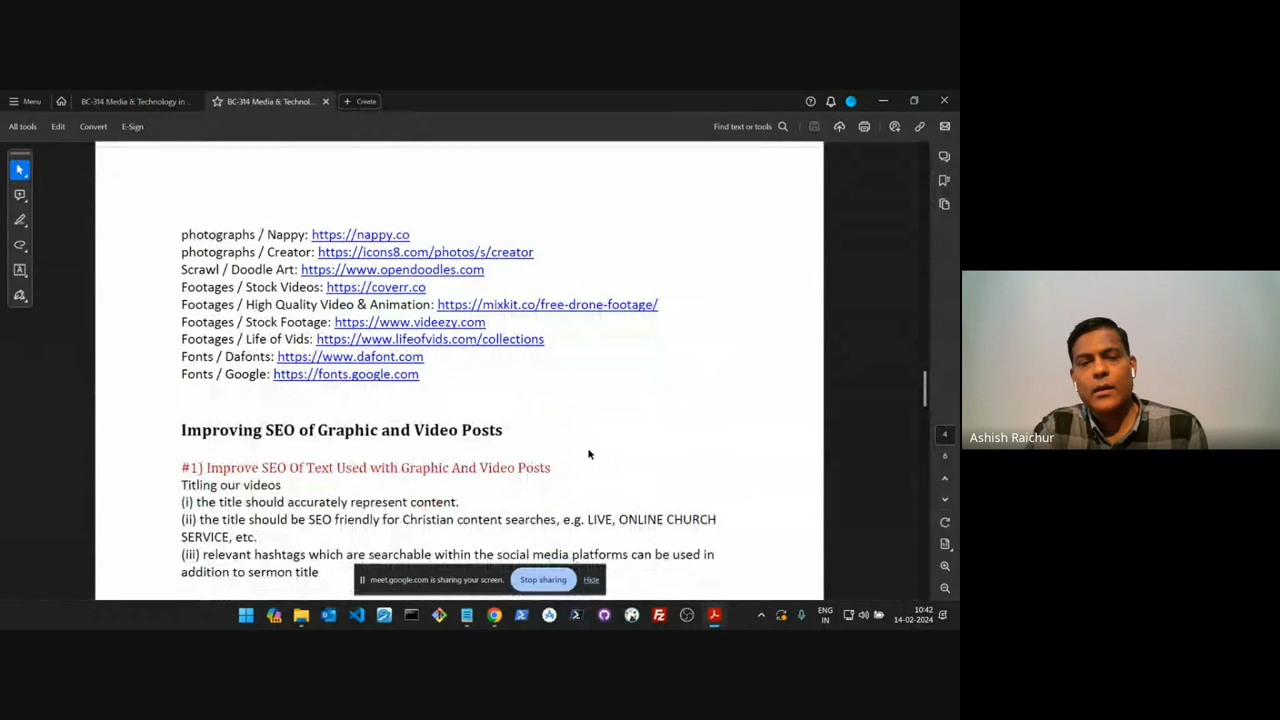 Menu
BC-314 Media & Technology in ...
BC-314 Media & Technol...
Create
All tools
Edit
Convert
E-Sign
Find text or tools
photographs / Nappy: https://nappy.co
photographs / Creator: https://icons8.com/photos/s/creator
Scrawl / Doodle Art: https://www.opendoodles.com
Footages / Stock Videos: https://coverr.co
Footages / High Quality Video & Animation: https://mixkit.co/free-drone-footage/
Footages / Stock Footage: https://www.videezy.com
Footages / Life of Vids: https://www.lifeofvids.com/collections
Fonts / Dafonts: https://www.dafont.com
Fonts / Google: https://fonts.google.com
Improving SEO of Graphic and Video Posts
#1) Improve SEO Of Text Used with Graphic And Video Posts
Titling our videos
(i) the title should accurately represent content.
(ii) the title should be SEO friendly for Christian content searches, e.g. LIVE, ONLINE CHURCH
SERVICE, etc.
(iii) relevant hashtags which are searchable within the social media platforms can be used in
addition to sermon title
meet.google.com is sharing your screen.
Stop sharing
Hide
4
6
ENG
IN
10:42
14-02-2024
Ashish Raichur